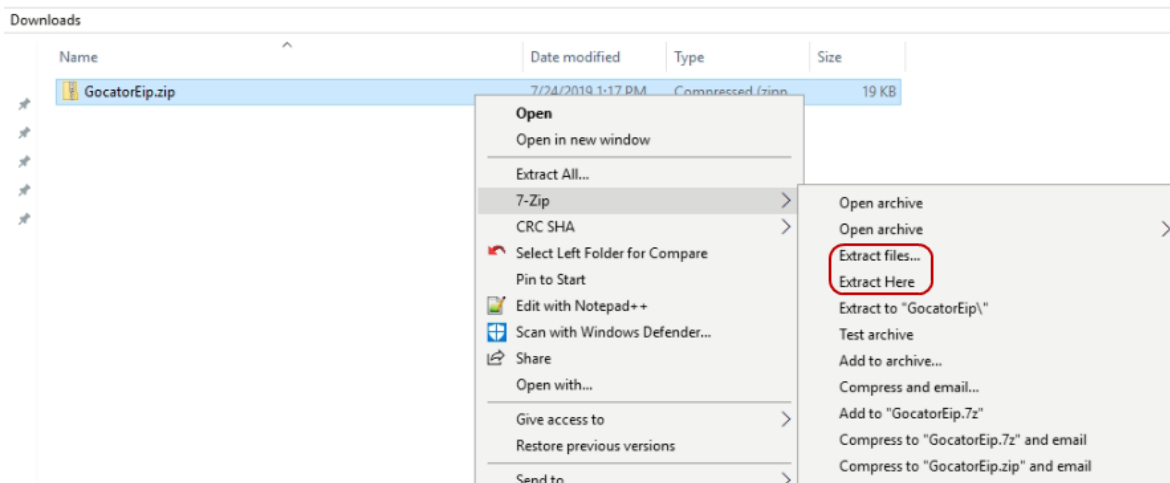 Downloads
Name Date modified Type Size
GocatorEip.zip 7/24/2019 1:17 PM Compressed (zipp 19 KB
Open
Open in new window
Extract All...
7-Zip
CRC SHA
Select Left Folder for Compare
Pin to Start
Edit with Notepad++
Scan with Windows Defender...
Share
Open with...
Give access to
Restore previous versions
Send to
Open archive
Open archive
Extract files...
Extract Here
Extract to "GocatorEip\"
Test archive
Add to archive...
Compress and email...
Add to "GocatorEip.7z"
Compress to "GocatorEip.7z" and email
Compress to "GocatorEip.zip" and email